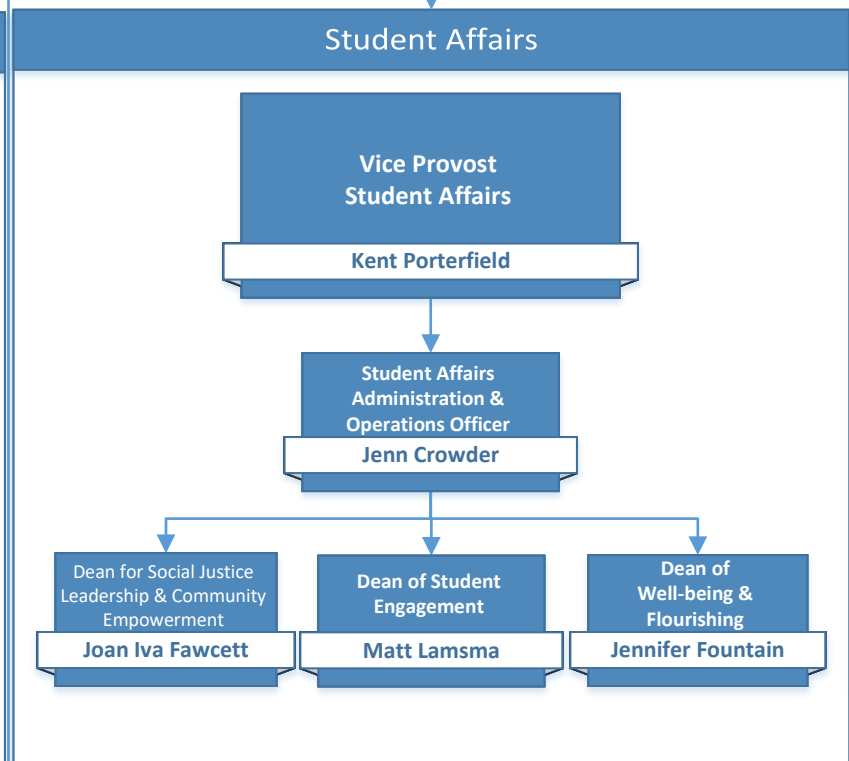 Student Affairs
Vice Provost
Student Affairs
Kent Porterfield
Student Affairs
Administration &
Operations Officer
Jenn Crowder
Dean for Social Justice
Leadership & Community
Empowerment
Joan Iva Fawcett
Dean of Student
Engagement
Matt Lamsma
Dean of
Well-being &
Flourishing
Jennifer Fountain